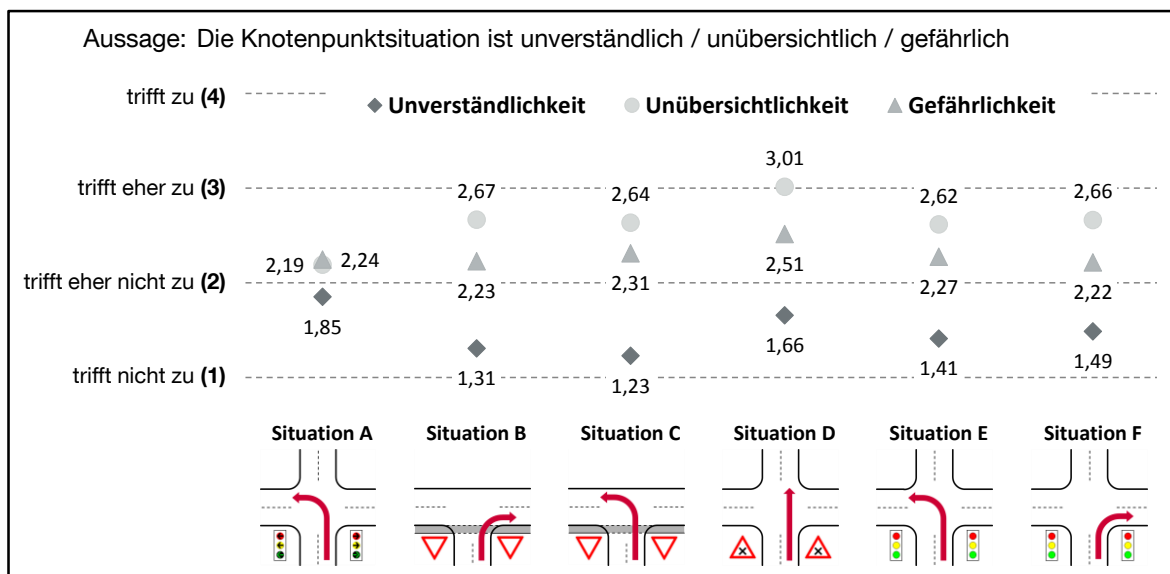 Aussage: Die Knotenpunktsituation ist unverständlich / unübersichtlich / gefährlich
trifft zu (4)
Unverständlichkeit Unübersichtlichkeit Gefährlichkeit
3,01
trifft eher zu (3)
2,67 2,64 2,62 2,66
2,19 2,24 2,51
trifft eher nicht zu (2)
2,23 2,31 2,27 2,22
1,85
1,66
1,31 1,23 1,41 1,49
trifft nicht zu (1)
Situation A Situation B Situation C Situation D Situation E Situation F